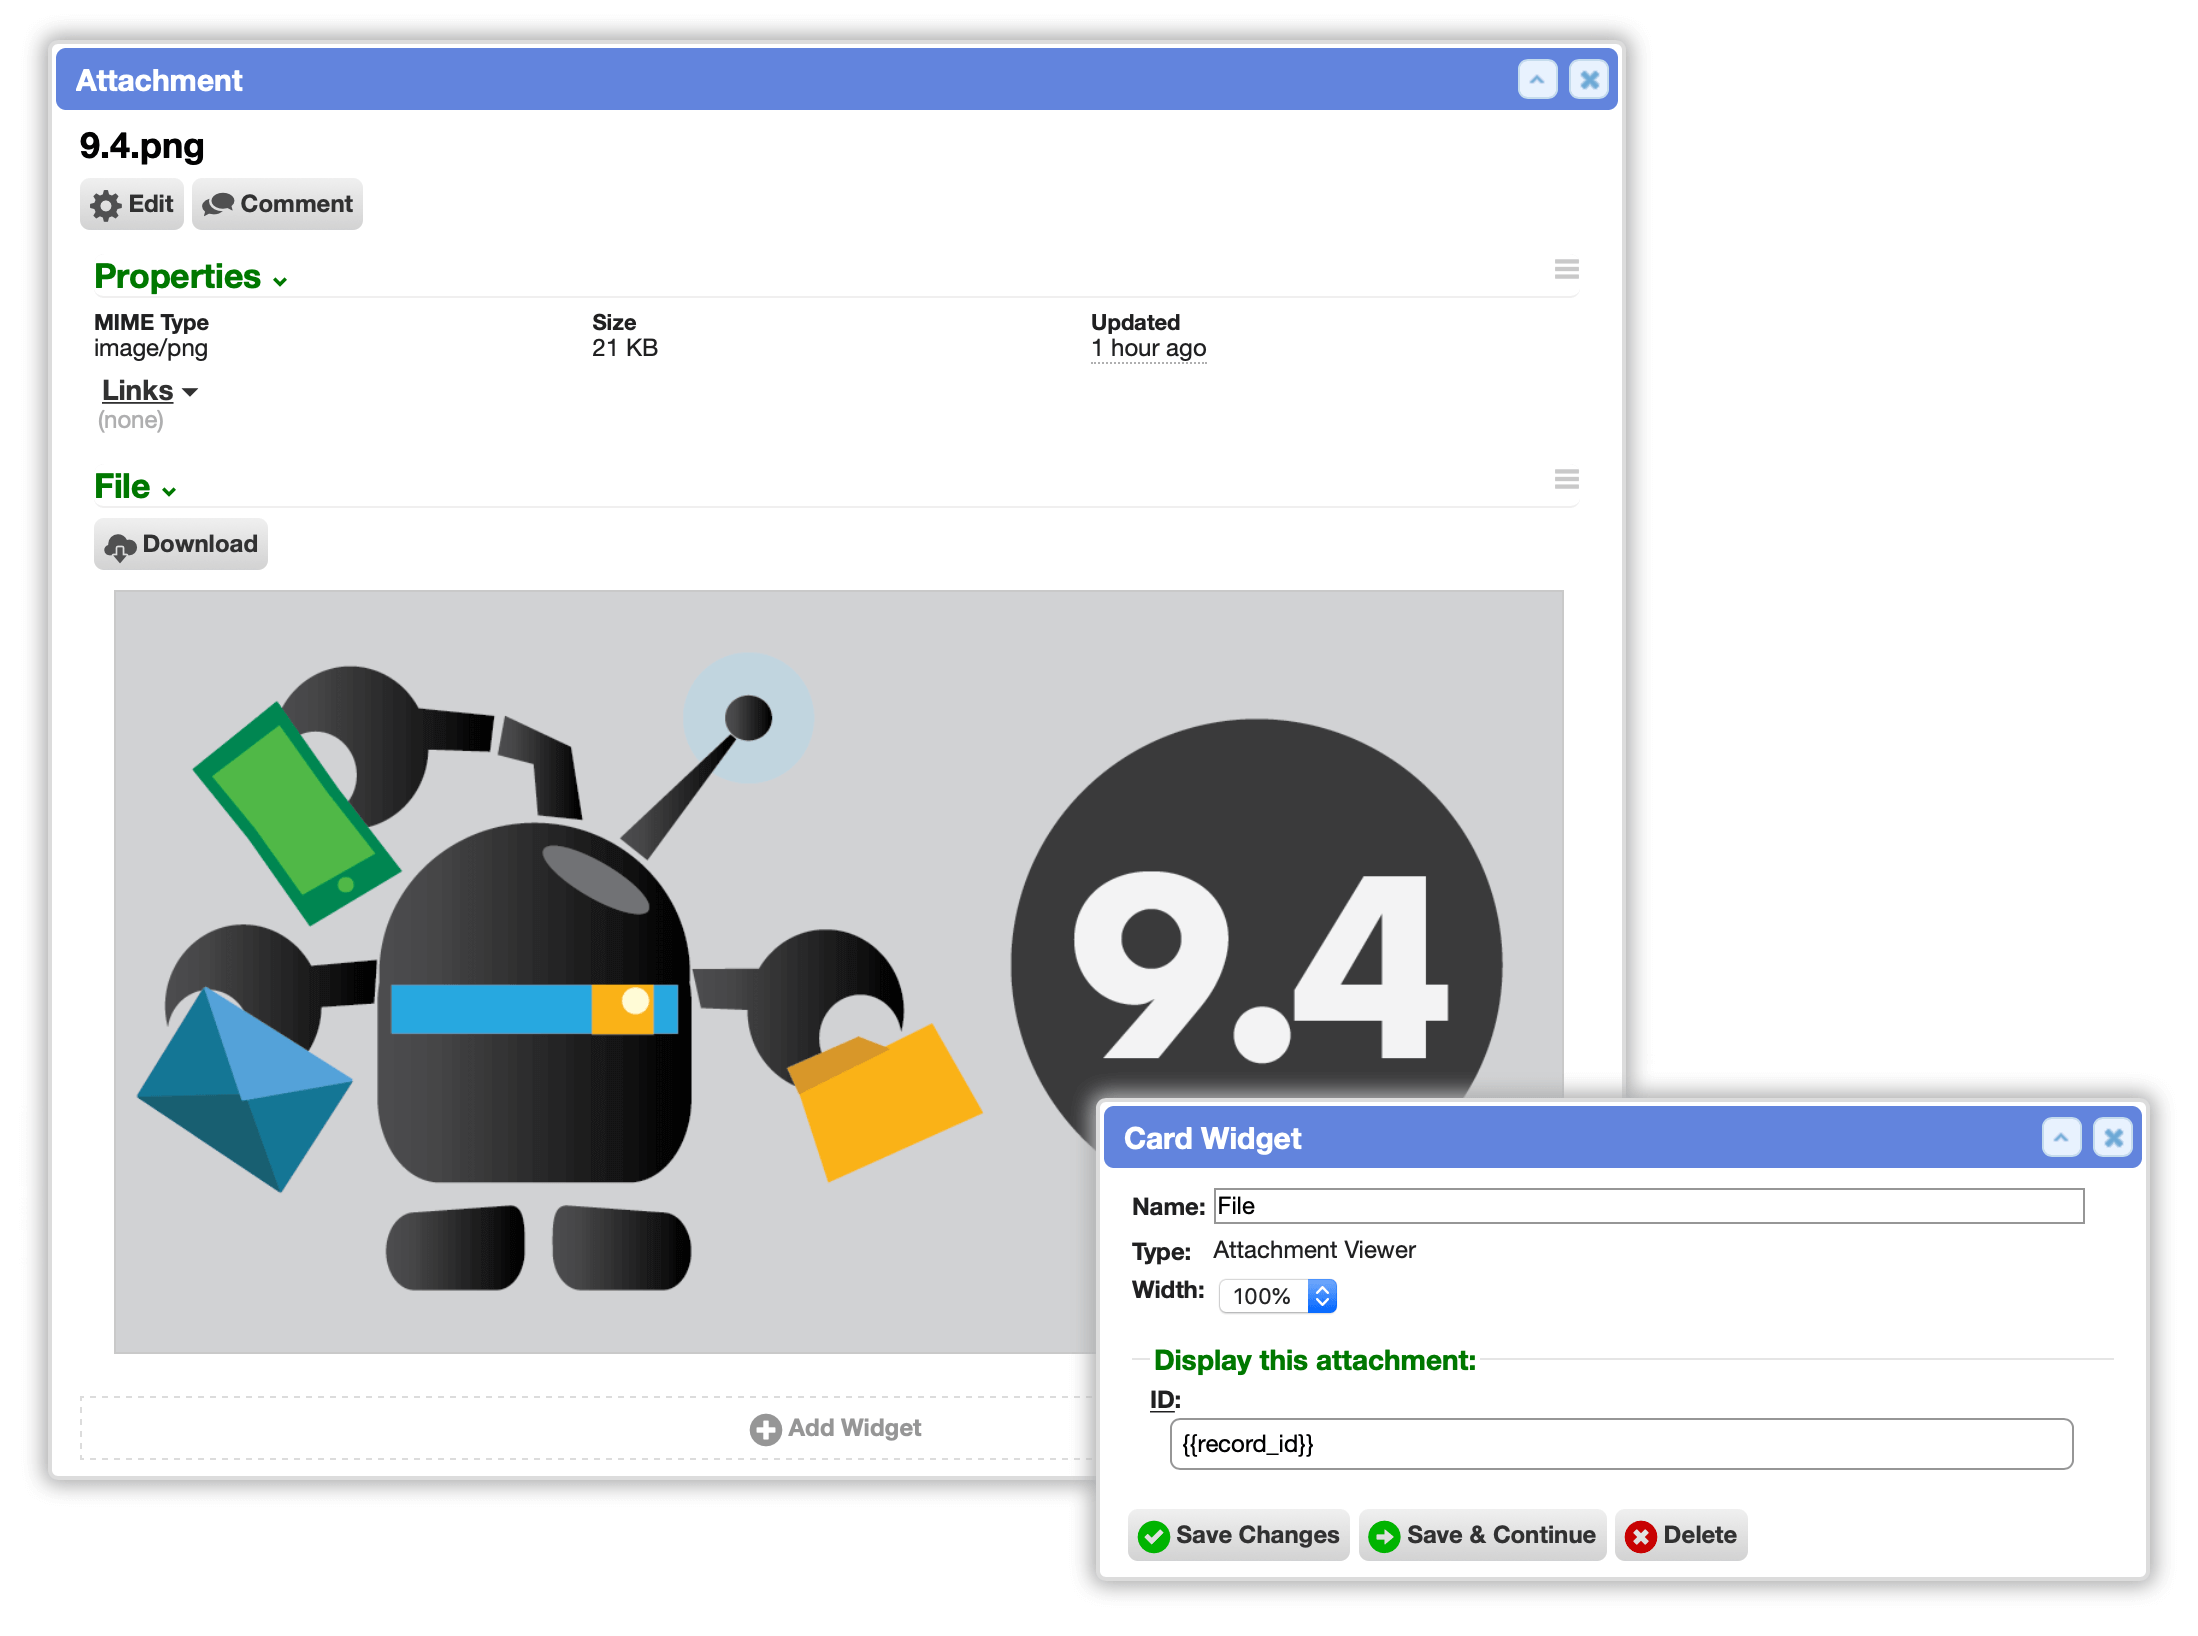 Attachment
9.4.png
Edit Comment
Properties
MIME Type Size Updated
image/png 21 KB 1 hour ago
Links
(none)
File
Download
9.4
Add Widget
Card Widget
Name: File
Type: Attachment Viewer
Width: 100%
Display this attachment:
ID:
{{record_id}}
Save Changes Save & Continue Delete